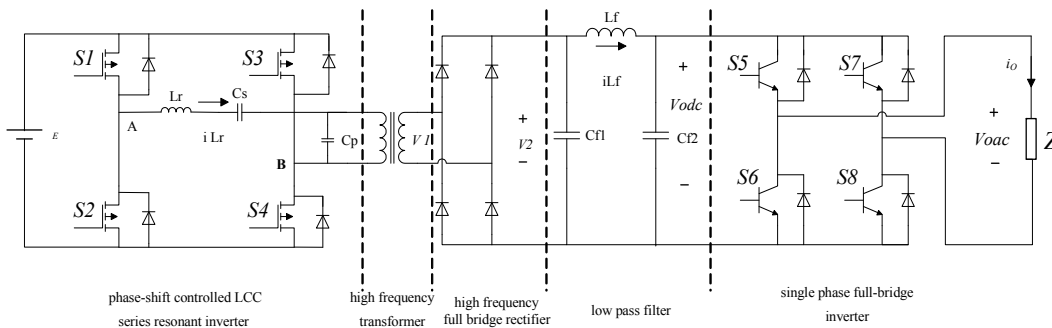 S1
S3
Lr
Cs
A
i Lr
E
B
Cp
V1
S2
S4
Lf
iLf
+
V2
−
Cf1
+
Vodc
−
Cf2
S5
S7
S6
S8
iO
+
Voac
−
Z
phase-shift controlled LCC
series resonant inverter
high frequency
transformer
high frequency
full bridge rectifier
low pass filter
single phase full-bridge
inverter